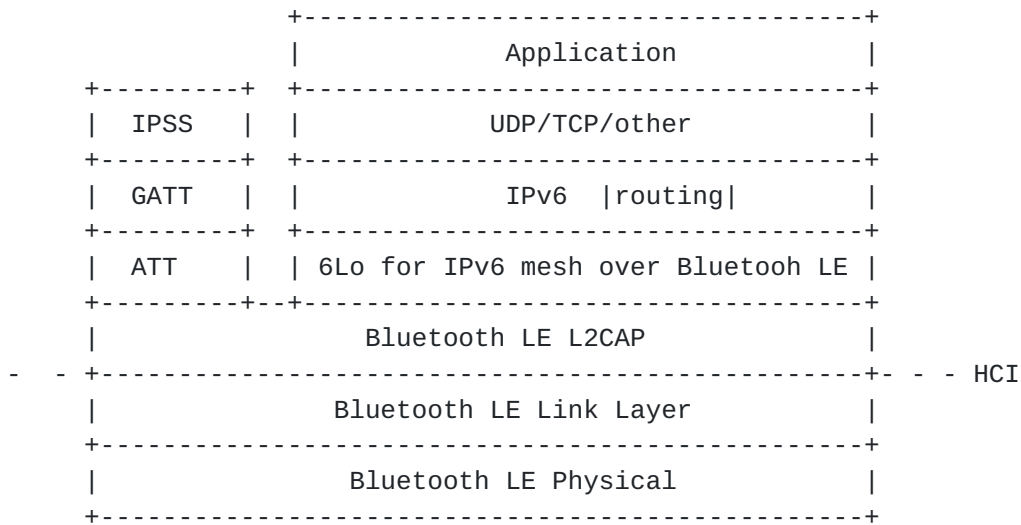 Application
IPSS UDP/TCP/other
GATT IPv6 |routing|
ATT 6Lo for IPv6 mesh over Bluetooh LE
Bluetooth LE L2CAP
HCI
Bluetooth LE Link Layer
Bluetooth LE Physical